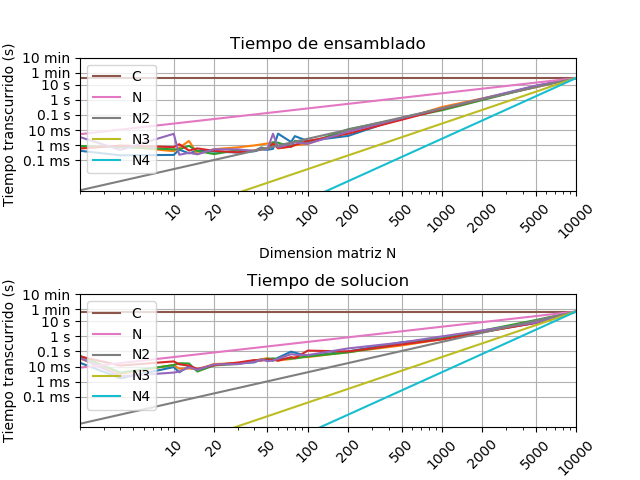 Tiempo de ensamblado
Tiempo transcurrido (s)
10 min
1 min
10 s
1 s
0.1 s
10 ms
1 ms
0.1 ms
C
N
N2
N3
N4
10 20 50 100 200 500 1000 2000 5000 10000
Dimension matriz N
Tiempo de solucion
Tiempo transcurrido (s)
10 min
1 min
10 s
1 s
0.1 s
10 ms
1 ms
0.1 ms
C
N
N2
N3
N4
10 20 50 100 200 500 1000 2000 5000 10000